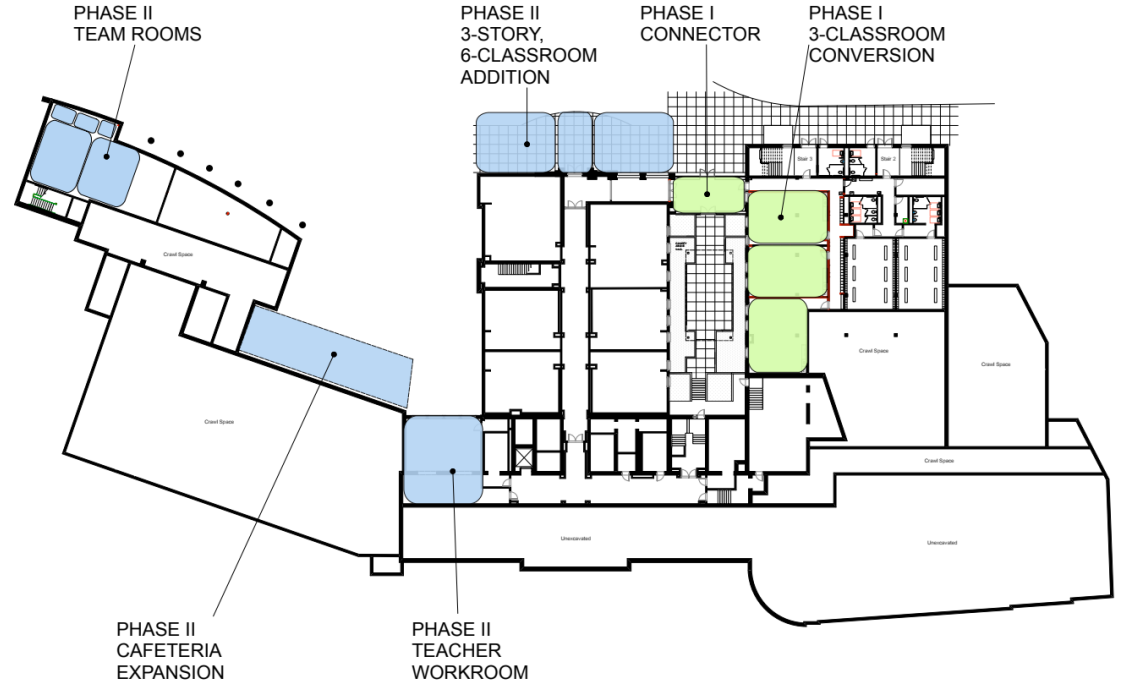 PHASE II
TEAM ROOMS
PHASE II
3-STORY,
6-CLASSROOM
ADDITION
PHASE I
CONNECTOR
PHASE I
3-CLASSROOM
CONVERSION
Stair 3
Stair 2
Crawl Space
Crawl Space
Crawl Space
Crawl Space
Crawl Space
Unexcavated
Unexcavated
PHASE II
CAFETERIA
EXPANSION
PHASE II
TEACHER
WORKROOM